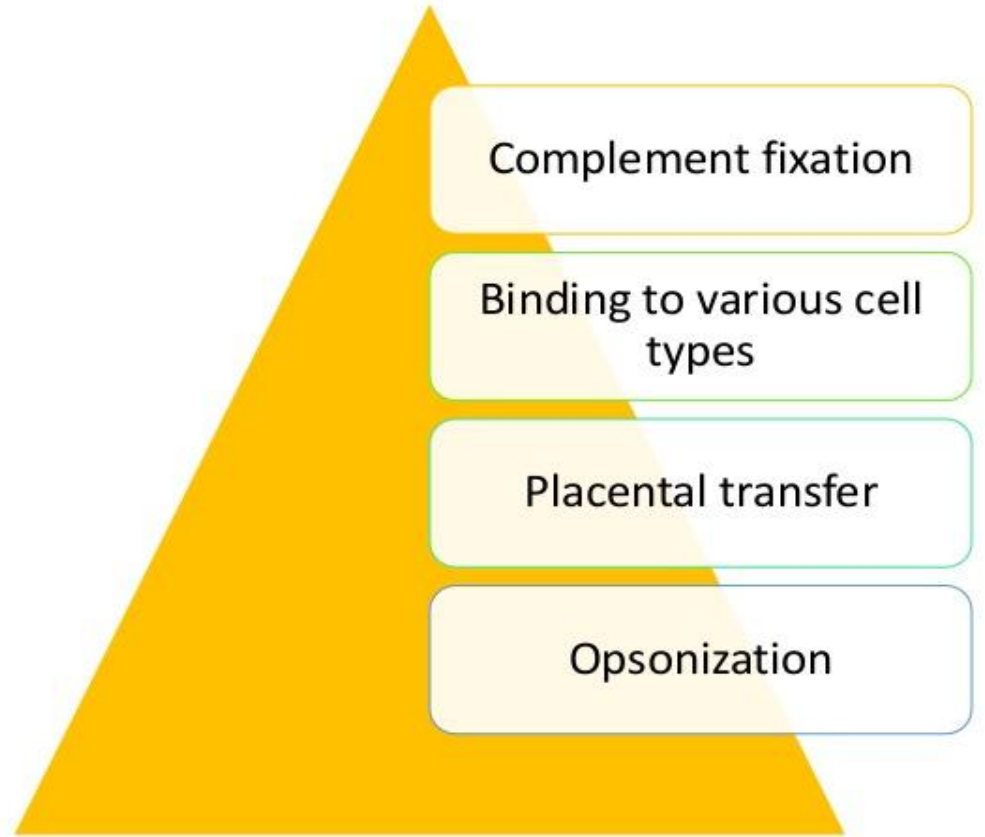 Complement fixation
Binding to various cell
types
Placental transfer
Opsonization